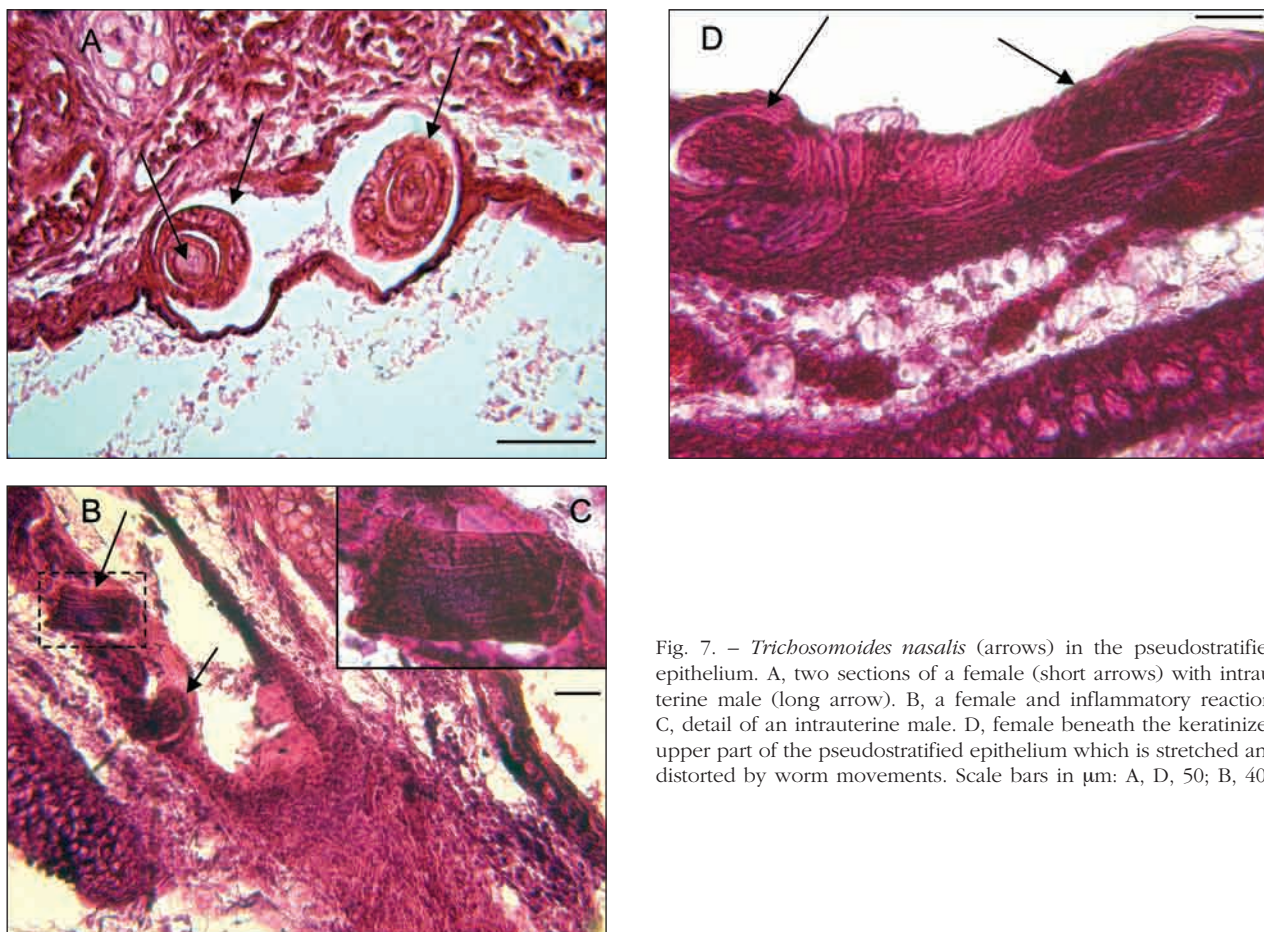 A
D
B
C
Fig. 7. – Trichosomoides nasalis (arrows) in the pseudostratifie
epithelium. A, two sections of a female (short arrows) with intrau
terine male (long arrow). B, a female and inflammatory reaction
C, detail of an intrauterine male. D, female beneath the keratinize
upper part of the pseudostratified epithelium which is stretched an
distorted by worm movements. Scale bars in μm: A, D, 50; B, 40